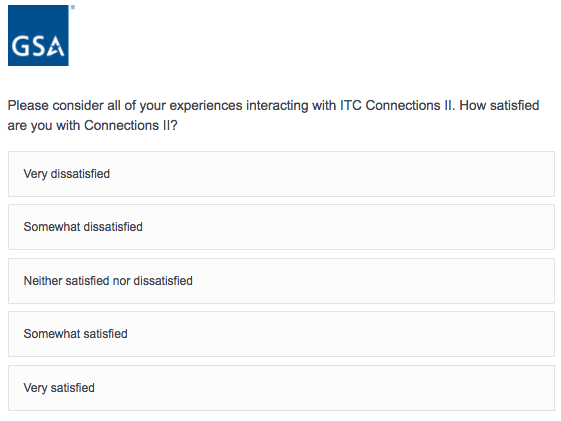 GSA
Please consider all of your experiences interacting with ITC Connections II. How satisfied
are you with Connections II?
Very dissatisfied
Somewhat dissatisfied
Neither satisfied nor dissatisfied
Somewhat satisfied
Very satisfied